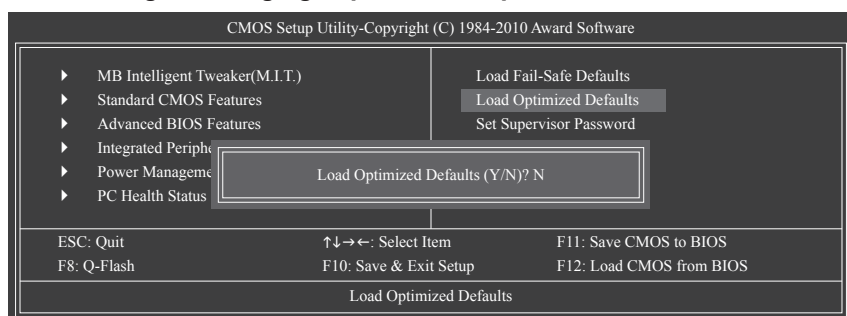 CMOS Setup Utility-Copyright (C) 1984-2010 Award Software
MB Intelligent Tweaker(M.I.T.)
Standard CMOS Features
Advanced BIOS Features
Integrated Periphe
Power Manageme
PC Health Status
Load Fail-Safe Defaults
Load Optimized Defaults
Set Supervisor Password
Load Optimized Defaults (Y/N)? N
ESC: Quit
↑↓→←: Select Item
F11: Save CMOS to BIOS
F8: Q-Flash
F10: Save & Exit Setup
F12: Load CMOS from BIOS
Load Optimized Defaults